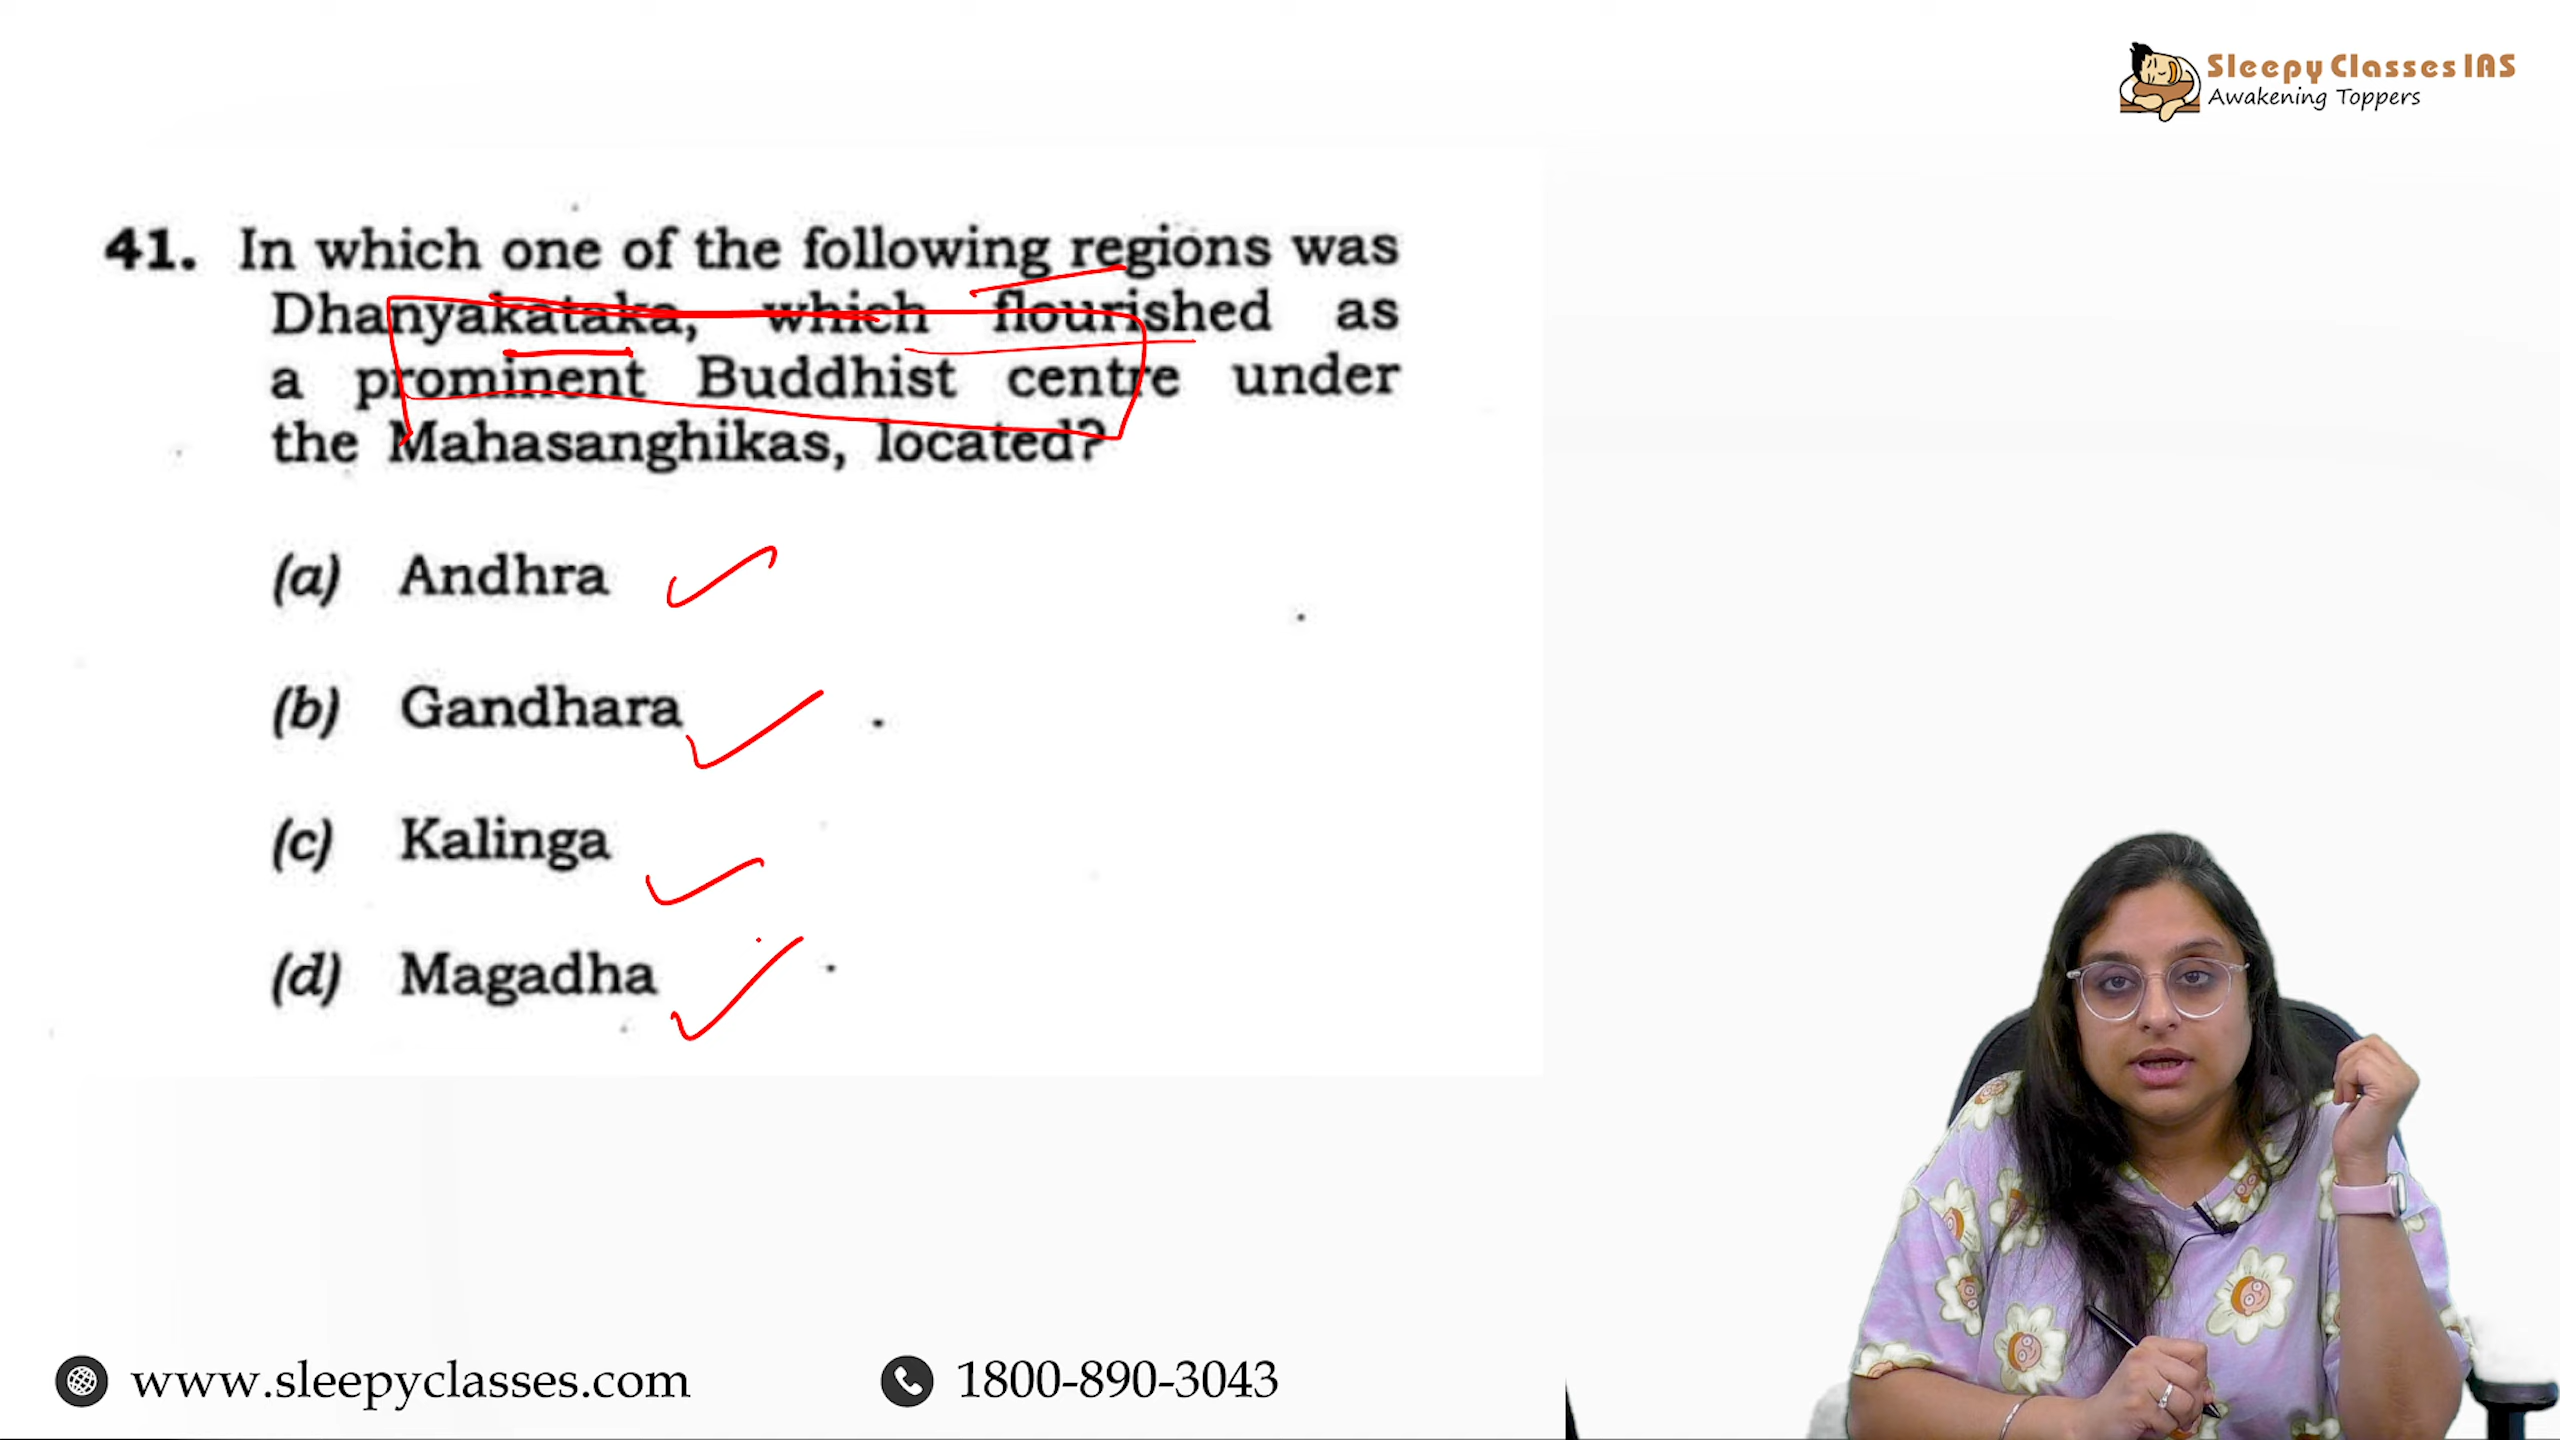 Sleepy Classes IAS
Awakening Toppers
41. In which one of the following regions was
Dhanyakataka, which flourished as
a prominent Buddhist centre under
the Mahasanghikas, located?
(a) Andhra
(b) Gandhara
(c) Kalinga
(d) Magadha
www.sleepyclasses.com
1800-890-3043